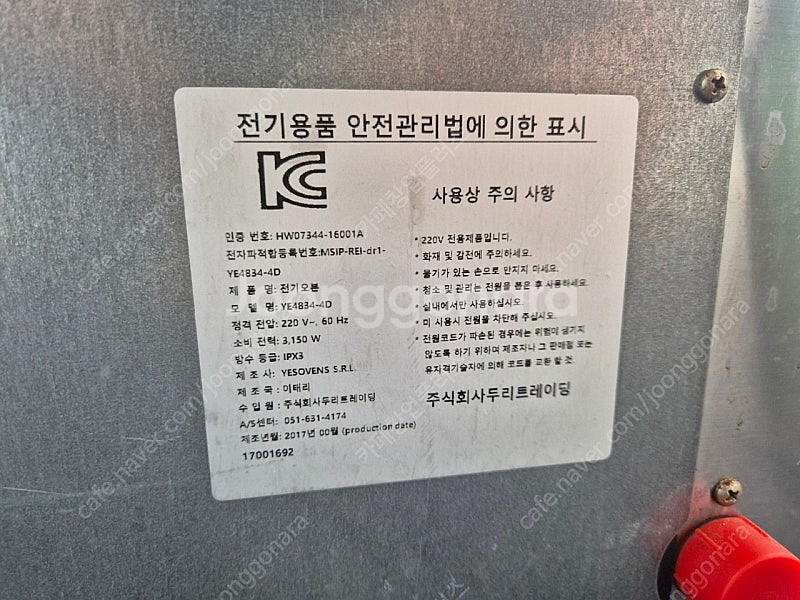 전기용품 안전관리법에 의한 표시
사용상 주의 사항
인증 번호: HW07344-16001A
전자파적합등록번호:MSIP-REI-dr1-
YE4834-4D
제 품 명: 전기오븐
모 델 명: YE4834-4D
정격 전압: 220 V~, 60 Hz
소비 전력: 3,150 W
방수 등급: IPX3
제 조 사: YESOVENS S.R.L.
제 조 국 : 이태리
수 입 원 : 주식회사두리트레이딩
A/S센터: 051-631-4174
제조년월: 2017년 00월 (production date)
17001692
* 220V 전용제품입니다.
* 화재 및 감전에 주의하세요.
* 물기가 있는 손으로 만지지 마세요.
* 청소 및 관리는 전원을 뽑은 후 사용하세요.
* 실내에서만 사용하십시오.
* 미 사용시 전원을 차단해 주십시오.
* 전원코드가 파손된 경우에는 위험이 생기지
않도록 하기 위하여 제조자나 그 판매점 또는
유자격기술자에 의해 코드를 교환 할 것.
주식회사두리트레이딩
joonggonara
cafe.naver.com/joonggonara